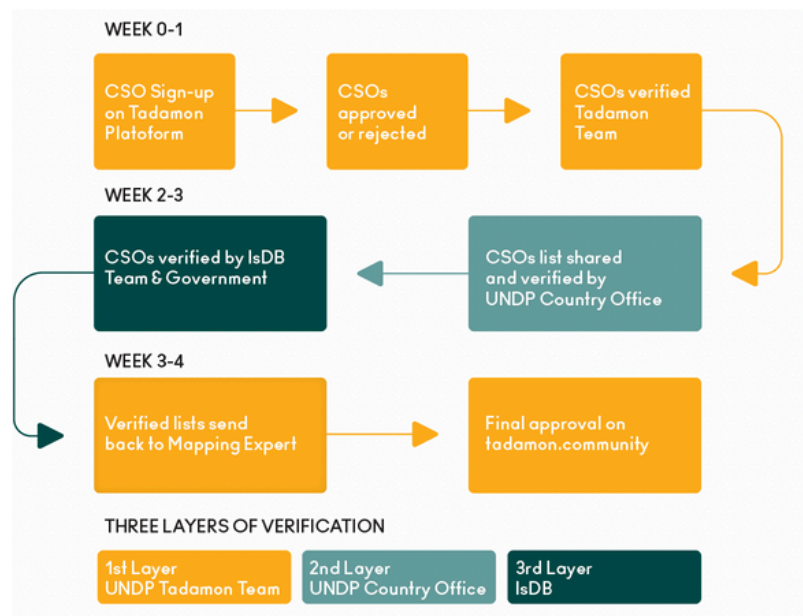 WEEK 0-1
CSO Sign-up
on Tadamon
Platoform
CSOs
approved
or rejected
CSOs verified
Tadamon
Team
WEEK 2-3
CSOs verified by IsDB
Team & Government
CSOs list shared
and verified by
UNDP Country Office
WEEK 3-4
Verified lists send
back to Mapping Expert
Final approval on
tadamon.community
THREE LAYERS OF VERIFICATION
1st Layer
UNDP Tadamon Team
2nd Layer
UNDP Country Office
3rd Layer
IsDB